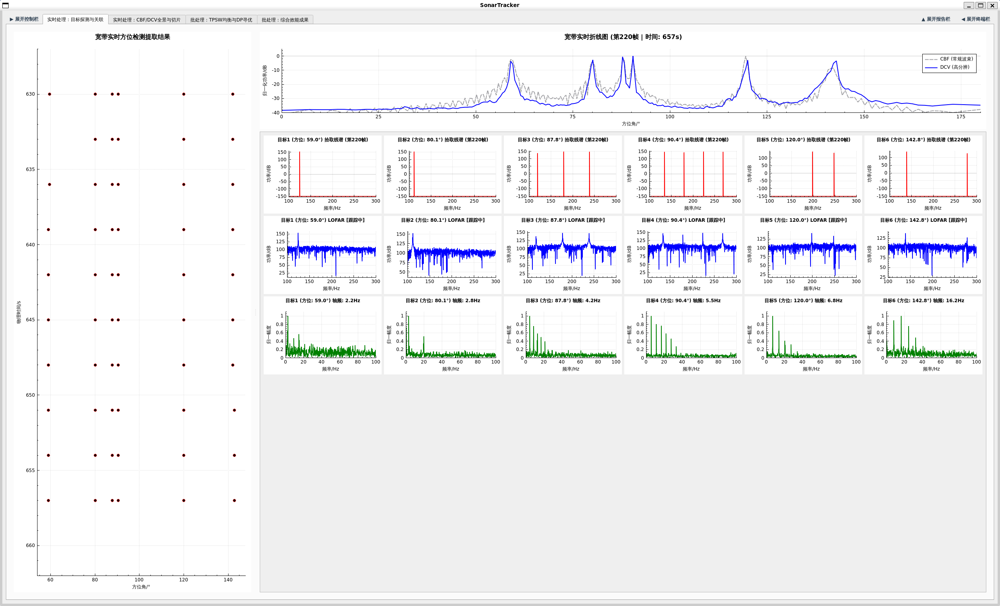 SonarTracker
▶ 展开控制栏
实时处理：目标探测与关联
实时处理：CBF/DCV全景与切片
批处理：TPSW均衡与DP寻优
批处理：综合效能成果
▲ 展开报告栏
◀ 展开终端栏
宽带实时方位检测提取结果
630
635
640
645
650
655
660
物理时间/s
60 80 100 120 140
方位角/°
宽带实时折线图 (第220帧 | 时间: 657s)
CBF (常规波束)
DCV (高分辨)
0
-10
-20
-30
-40
归一化功率/dB
0 25 50 75 100 125 150 175
方位角/°
目标1 (方位: 59.0°) 拾取线谱 (第220帧)
150
100
50
0
-50
-100
-150
功率/dB
100 150 200 250 300
频率/Hz
目标2 (方位: 80.1°) 拾取线谱 (第220帧)
150
100
50
0
-50
-100
-150
功率/dB
100 150 200 250 300
频率/Hz
目标3 (方位: 87.8°) 拾取线谱 (第220帧)
150
100
50
0
-50
-100
-150
功率/dB
100 150 200 250 300
频率/Hz
目标4 (方位: 90.4°) 拾取线谱 (第220帧)
150
100
50
0
-50
-100
-150
功率/dB
100 150 200 250 300
频率/Hz
目标5 (方位: 120.0°) 拾取线谱 (第220帧)
100
50
0
-50
-100
-150
功率/dB
100 150 200 250 300
频率/Hz
目标6 (方位: 142.8°) 拾取线谱 (第220帧)
100
50
0
-50
-100
-150
功率/dB
100 150 200 250 300
频率/Hz
目标1 (方位: 59.0°) LOFAR [跟踪中]
150
125
100
75
50
25
功率/dB
100 150 200 250 300
频率/Hz
目标2 (方位: 80.1°) LOFAR [跟踪中]
150
125
100
75
50
功率/dB
100 150 200 250 300
频率/Hz
目标3 (方位: 87.8°) LOFAR [跟踪中]
150
125
100
75
50
25
功率/dB
100 150 200 250 300
频率/Hz
目标4 (方位: 90.4°) LOFAR [跟踪中]
150
125
100
75
50
25
功率/dB
100 150 200 250 300
频率/Hz
目标5 (方位: 120.0°) LOFAR [跟踪中]
125
100
75
50
25
功率/dB
100 150 200 250 300
频率/Hz
目标6 (方位: 142.8°) LOFAR [跟踪中]
125
100
75
50
25
功率/dB
100 150 200 250 300
频率/Hz
目标1 (方位: 59.0°) 轴频: 2.2Hz
1
0.8
0.6
0.4
0.2
0
归一幅度
0 20 40 60 80 100
频率/Hz
目标2 (方位: 80.1°) 轴频: 2.8Hz
1
0.8
0.6
0.4
0.2
0
归一幅度
0 20 40 60 80 100
频率/Hz
目标3 (方位: 87.8°) 轴频: 4.2Hz
1
0.8
0.6
0.4
0.2
0
归一幅度
0 20 40 60 80 100
频率/Hz
目标4 (方位: 90.4°) 轴频: 5.5Hz
1
0.8
0.6
0.4
0.2
0
归一幅度
0 20 40 60 80 100
频率/Hz
目标5 (方位: 120.0°) 轴频: 6.8Hz
1
0.8
0.6
0.4
0.2
0
归一幅度
0 20 40 60 80 100
频率/Hz
目标6 (方位: 142.8°) 轴频: 16.2Hz
1
0.8
0.6
0.4
0.2
0
归一幅度
0 20 40 60 80 100
频率/Hz